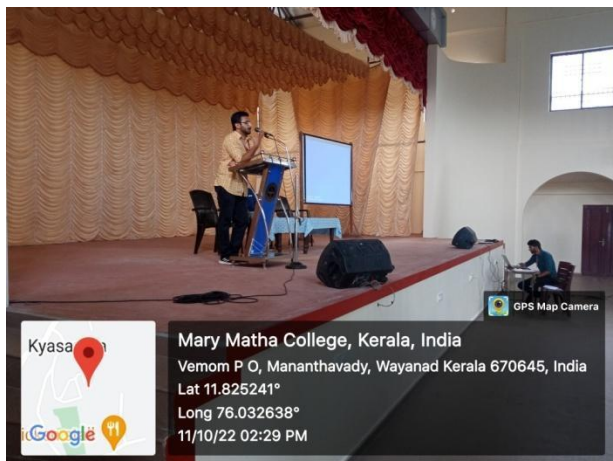 GPS Map Camera
Kyasa
Google
Mary Matha College, Kerala, India
Vemom P O, Mananthavady, Wayanad Kerala 670645, India
Lat 11.825241°
Long 76.032638°
11/10/22 02:29 PM